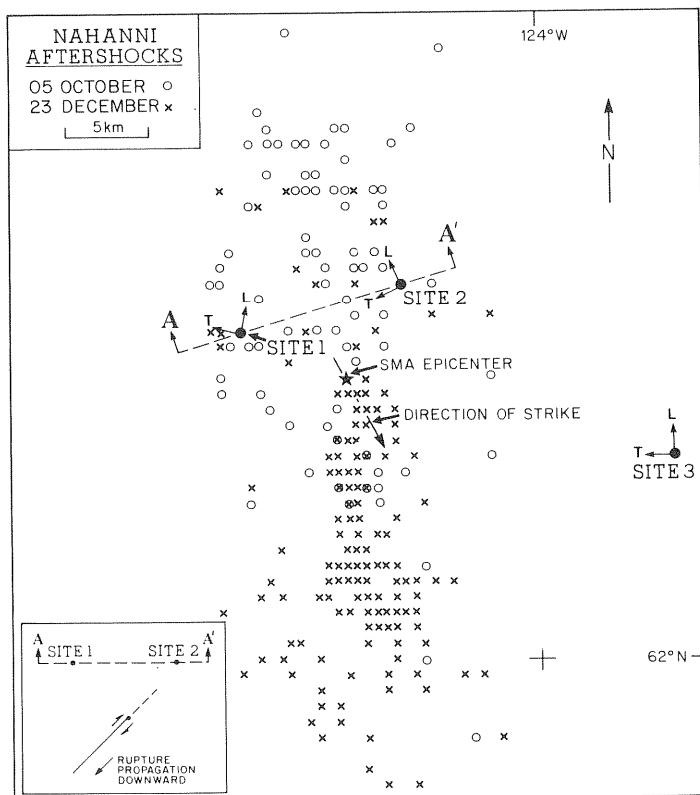 NAHANNI
AFTERSHOCKS
05 OCTOBER ○
23 DECEMBER ×
5km
124°W
N
A'
L
T
SITE 2
A
L
T
SITE 1
SMA EPICENTER
DIRECTION OF STRIKE
L
T
SITE 3
62°N
A
SITE 1
SITE 2
A'
RUPTURE
PROPAGATION
DOWNWARD